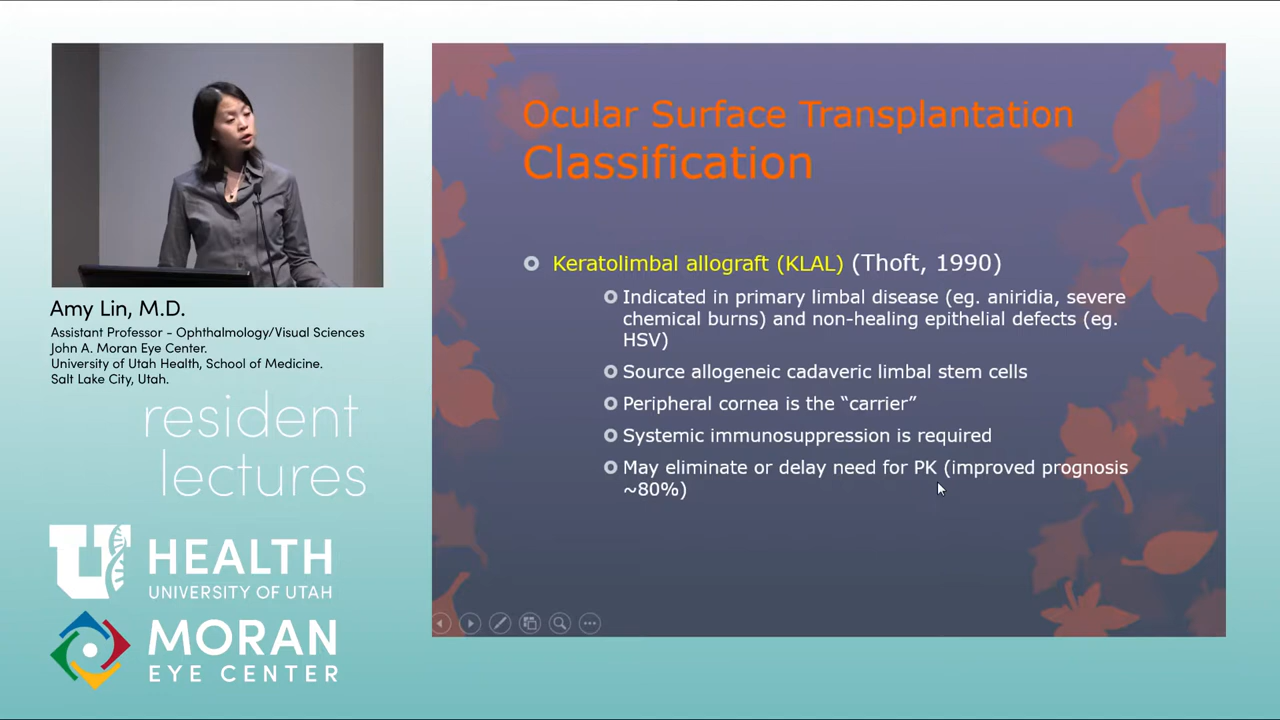 Ocular Surface Transplantation
Classification
Keratolimbal allograft (KLAL) (Thoft, 1990)
Indicated in primary limbal disease (eg. aniridia, severe
chemical burns) and non-healing epithelial defects (eg.
HSV)
Source allogeneic cadaveric limbal stem cells
Peripheral cornea is the “carrier”
Systemic immunosuppression is required
May eliminate or delay need for PK (improved prognosis
~80%)
Amy Lin, M.D.
Assistant Professor - Ophthalmology/Visual Sciences
John A. Moran Eye Center.
University of Utah Health, School of Medicine.
Salt Lake City, Utah.
resident
lectures
U HEALTH
UNIVERSITY OF UTAH
MORAN
EYE CENTER